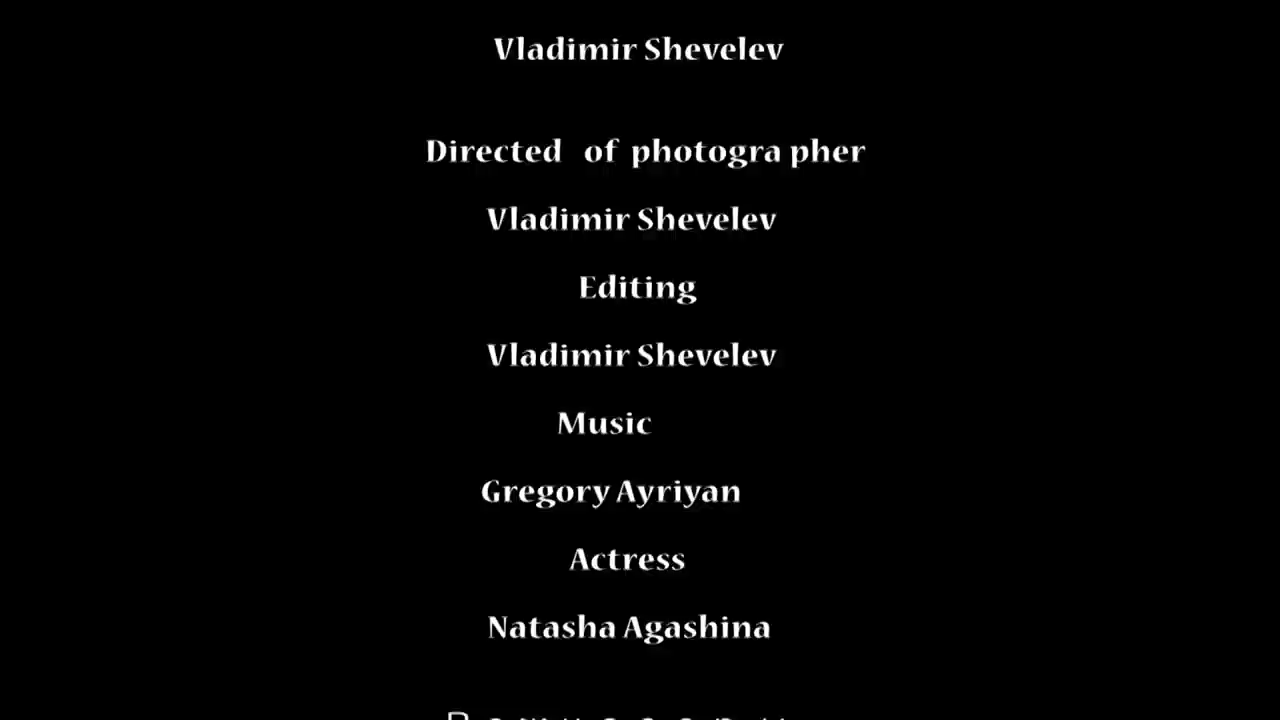 Vladimir Shevelev
Directed of photogra pher
Vladimir Shevelev
Editing
Vladimir Shevelev
Music
Gregory Ayriyan
Actress
Natasha Agashina